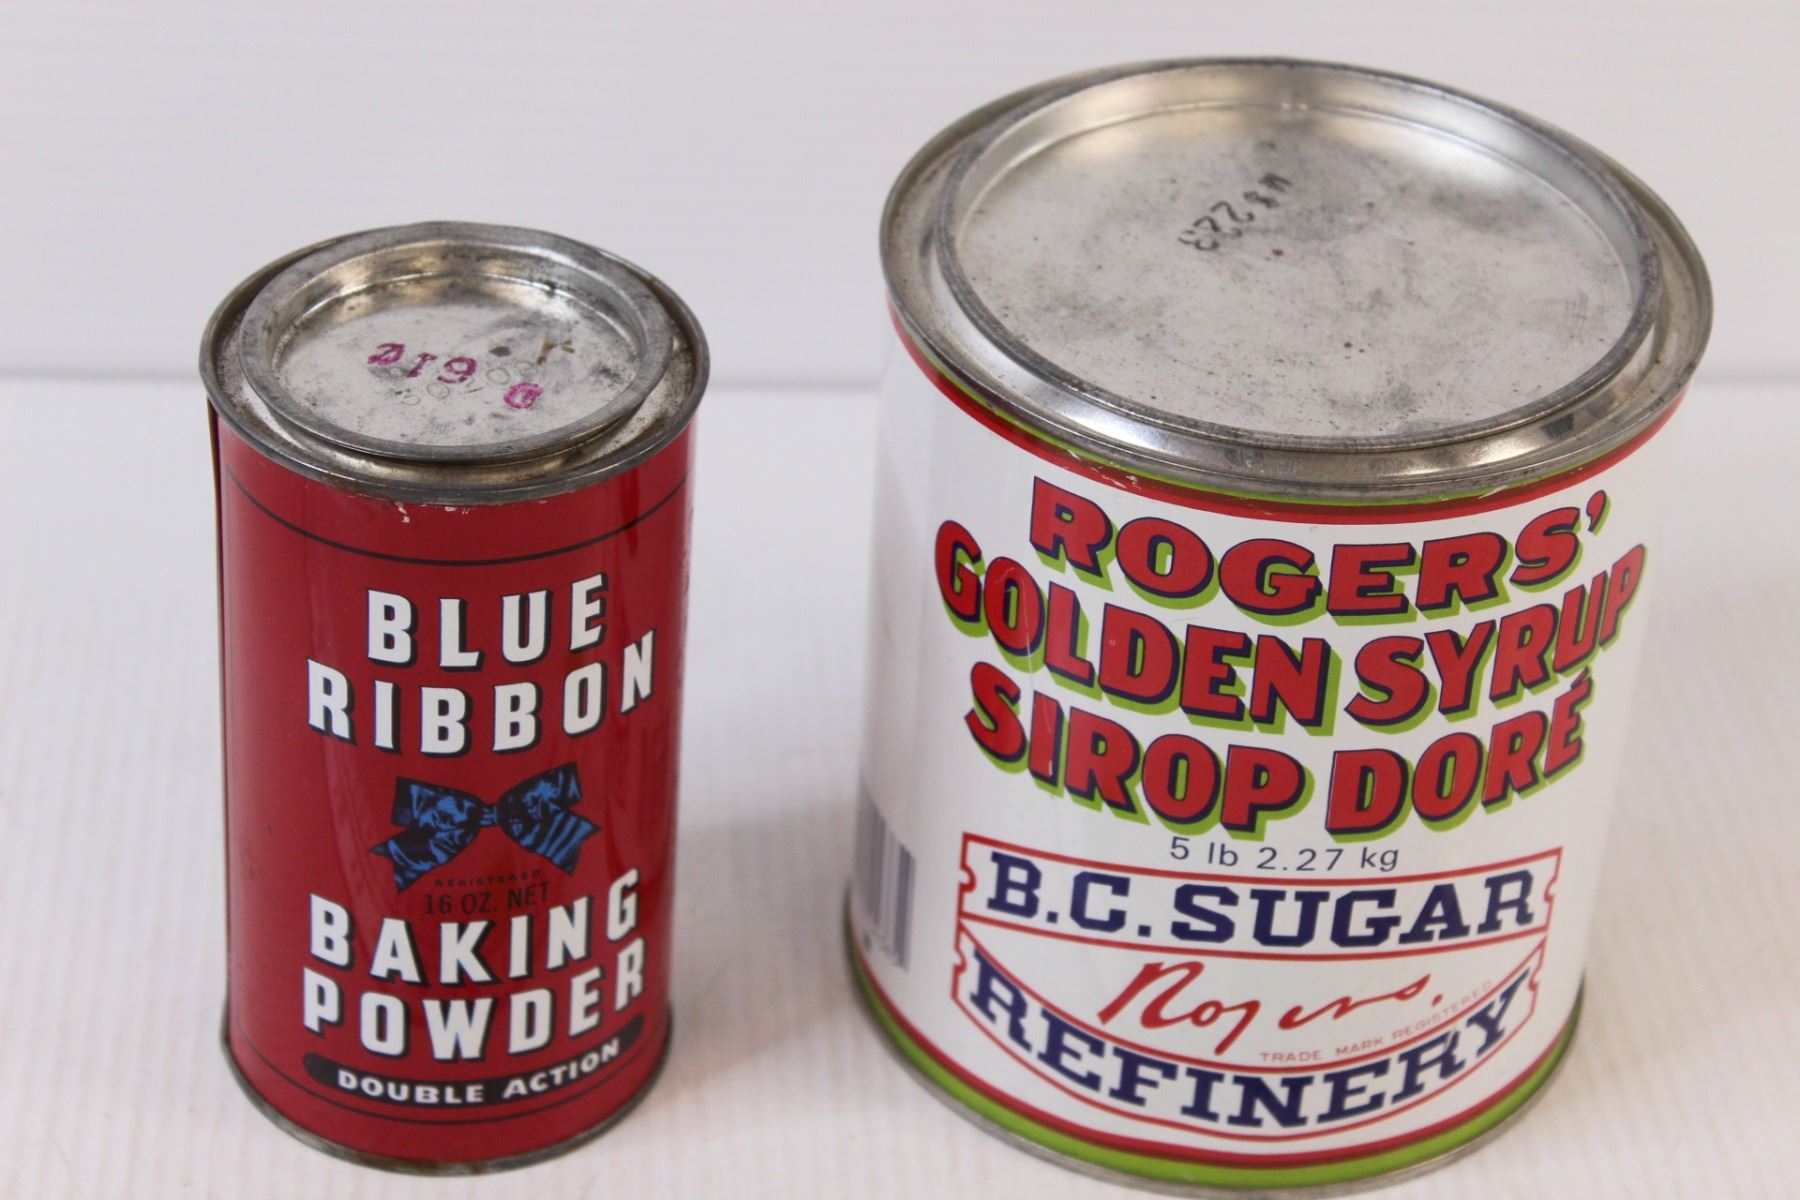 D 612
BLUE
RIBBON
REGISTERED
16 OZ. NET
BAKING
POWDER
DOUBLE ACTION
ROGERS'
GOLDEN SYRUP
SIROP DORÉ
5 lb 2.27 kg
B.C. SUGAR
Rogers.
TRADE MARK REGISTERED
REFINERY